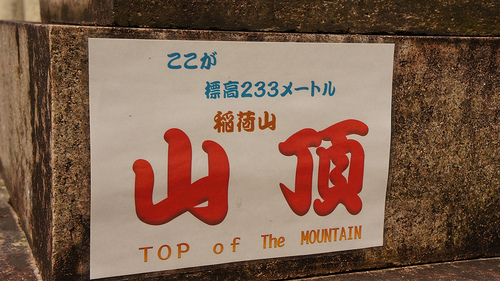 ここが
標高233メートル
稲荷山
山頂
TOP of The MOUNTAIN